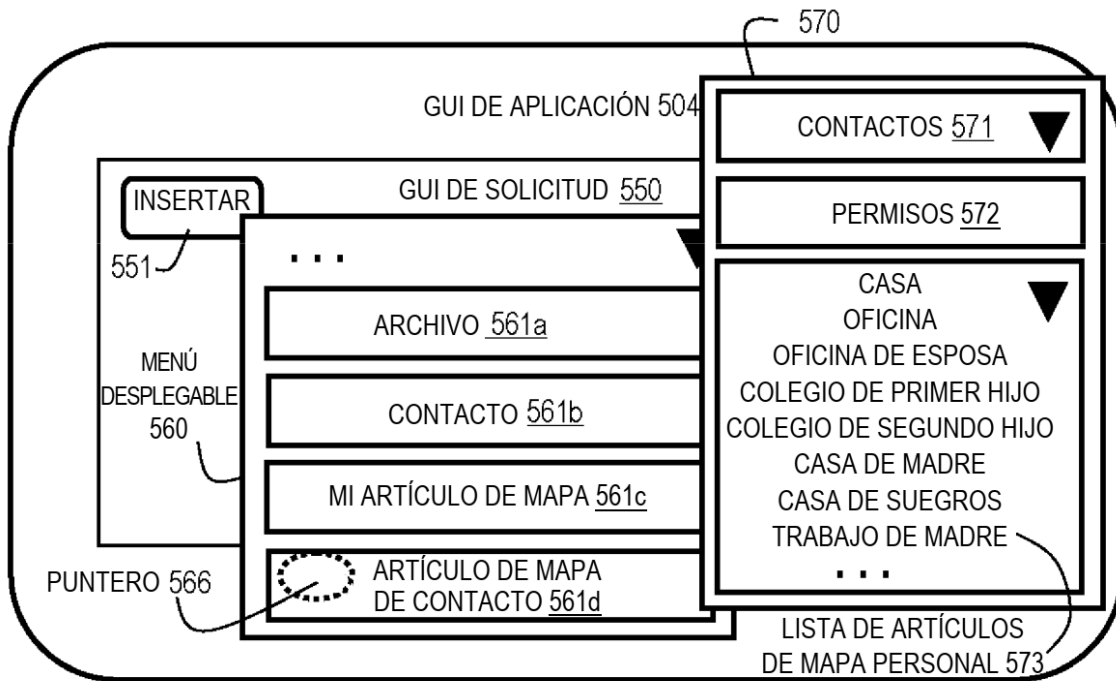 570
GUI DE APLICACIÓN 504
CONTACTOS 571
GUI DE SOLICITUD 550
INSERTAR
PERMISOS 572
551
...
CASA
OFICINA
OFICINA DE ESPOSA
COLEGIO DE PRIMER HIJO
COLEGIO DE SEGUNDO HIJO
CASA DE MADRE
CASA DE SUEGROS
TRABAJO DE MADRE
...
ARCHIVO 561a
MENÚ
DESPLEGABLE
560
CONTACTO 561b
MI ARTÍCULO DE MAPA 561c
PUNTERO 566
ARTÍCULO DE MAPA
DE CONTACTO 561d
LISTA DE ARTÍCULOS
DE MAPA PERSONAL 573